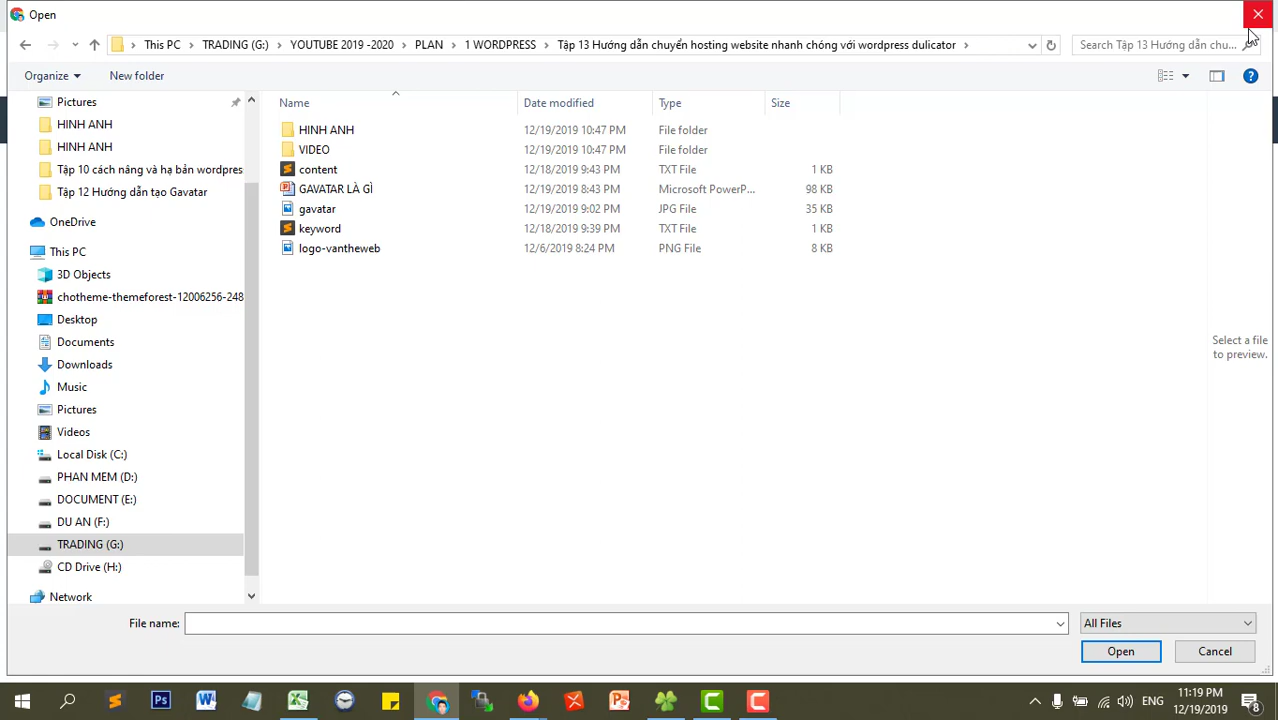 Open
This PC
TRADING (G:)
YOUTUBE 2019 -2020
PLAN
1 WORDPRESS
Tập 13 Hướng dẫn chuyển hosting website nhanh chóng với wordpress dulicator
Search Tập 13 Hướng dẫn chu...
Organize
New folder
Name
Date modified
Type
Size
Pictures
HINH ANH
HINH ANH
Tập 10 cách nâng và hạ bản wordpres
Tập 12 Hướng dẫn tạo Gavatar
OneDrive
This PC
3D Objects
chotheme-themeforest-12006256-248
Desktop
Documents
Downloads
Music
Pictures
Videos
Local Disk (C:)
PHAN MEM (D:)
DOCUMENT (E:)
DU AN (F:)
TRADING (G:)
CD Drive (H:)
Network
HINH ANH 12/19/2019 10:47 PM File folder
VIDEO 12/19/2019 10:47 PM File folder
content 12/18/2019 9:43 PM TXT File 1 KB
GAVATAR LÀ GÌ 12/19/2019 8:43 PM Microsoft PowerP... 98 KB
gavatar 12/19/2019 9:02 PM JPG File 35 KB
keyword 12/18/2019 9:39 PM TXT File 1 KB
logo-vantheweb 12/6/2019 8:24 PM PNG File 8 KB
Select a file
to preview.
File name:
All Files
Open
Cancel
ENG
11:19 PM
12/19/2019
8